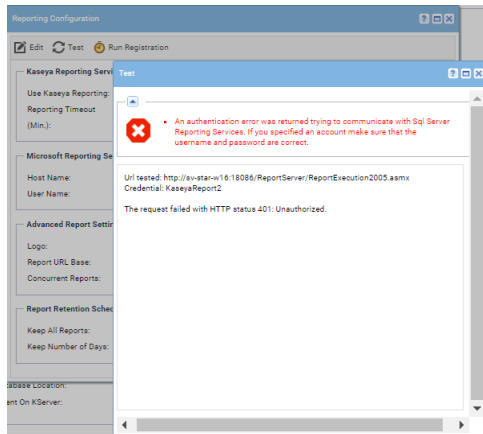 Reporting Configuration
Edit Test Run Registration
Kaseya Reporting Servi
Use Kaseya Reporting:
Reporting Timeout
(Min.):
Microsoft Reporting Se
Host Name:
User Name:
Advanced Report Settir
Logo:
Report URL Base:
Concurrent Reports:
Report Retention Sched
Keep All Reports:
Keep Number of Days:
tabase Location:
ent On KServer:
Test
An authentication error was returned trying to communicate with Sql Server
Reporting Services. If you specified an account make sure that the
username and password are correct.
Url tested: http://sv-star-w16:18086/ReportServer/ReportExecution2005.asmx
Credential: KaseyaReport2
The request failed with HTTP status 401: Unauthorized.